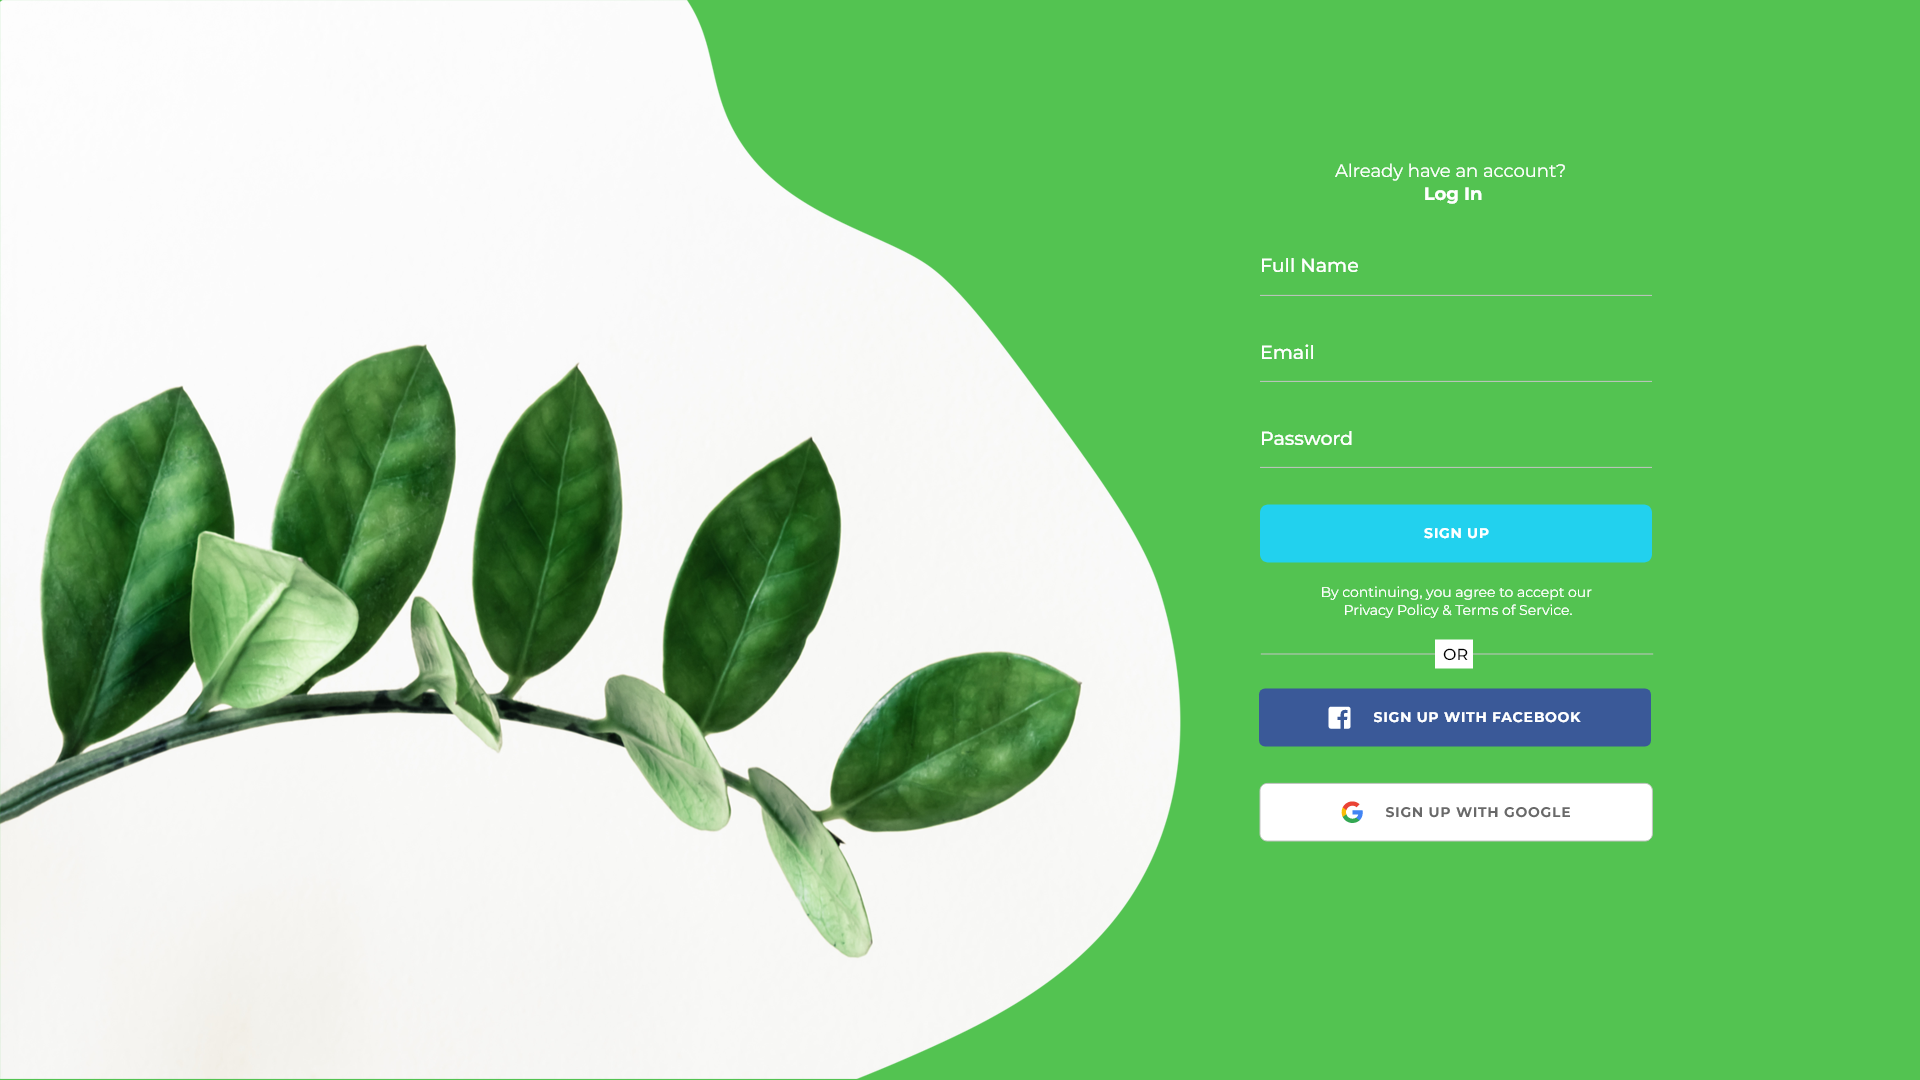 Already have an account?
Log In
Full Name
Email
Password
SIGN UP
By continuing, you agree to accept our
Privacy Policy & Terms of Service.
OR
SIGN UP WITH FACEBOOK
SIGN UP WITH GOOGLE